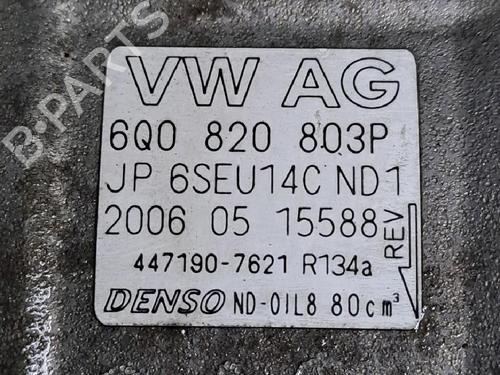 B-PARTS
VW AG
6Q0 820 803P
JP 6SEU14C ND1
2006 05 15588
REV
447190-7621 R134a
DENSO ND-OIL8 80cm³